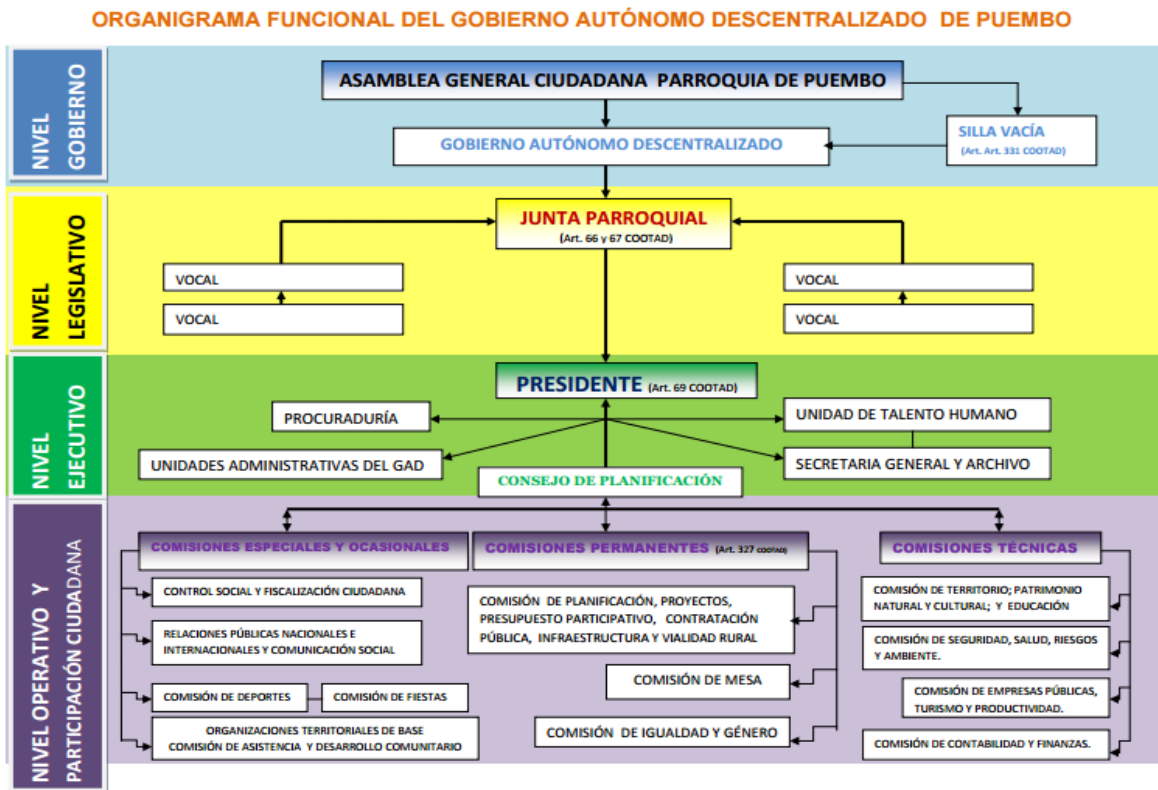 ORGANIGRAMA FUNCIONAL DEL GOBIERNO AUTÓNOMO DESCENTRALIZADO DE PUEMBO
NIVEL
GOBIERNO
ASAMBLEA GENERAL CIUDADANA PARROQUIA DE PUEMBO
GOBIERNO AUTÓNOMO DESCENTRALIZADO
SILLA VACÍA
(Art. Art. 331 COOTAD)
NIVEL
LEGISLATIVO
JUNTA PARROQUIAL
(Art. 66 y 67 COOTAD)
VOCAL
VOCAL
VOCAL
VOCAL
NIVEL
EJECUTIVO
PRESIDENTE (Art. 69 COOTAD)
PROCURADURÍA
UNIDAD DE TALENTO HUMANO
UNIDADES ADMINISTRATIVAS DEL GAD
SECRETARIA GENERAL Y ARCHIVO
CONSEJO DE PLANIFICACIÓN
NIVEL OPERATIVO Y
PARTICIPACIÓN CIUDADANA
COMISIONES ESPECIALES Y OCASIONALES
CONTROL SOCIAL Y FISCALIZACIÓN CIUDADANA
RELACIONES PÚBLICAS NACIONALES E
INTERNACIONALES Y COMUNICACIÓN SOCIAL
COMISIÓN DE DEPORTES
COMISIÓN DE FIESTAS
ORGANIZACIONES TERRITORIALES DE BASE
COMISIÓN DE ASISTENCIA Y DESARROLLO COMUNITARIO
COMISIONES PERMANENTES (Art. 327 COOTAD)
COMISIÓN DE PLANIFICACIÓN, PROYECTOS,
PRESUPUESTO PARTICIPATIVO, CONTRATACIÓN
PÚBLICA, INFRAESTRUCTURA Y VIALIDAD RURAL
COMISIÓN DE MESA
COMISIÓN DE IGUALDAD Y GÉNERO
COMISIONES TÉCNICAS
COMISIÓN DE TERRITORIO; PATRIMONIO
NATURAL Y CULTURAL; Y EDUCACIÓN
COMISIÓN DE SEGURIDAD, SALUD, RIESGOS
Y AMBIENTE.
COMISIÓN DE EMPRESAS PÚBLICAS,
TURISMO Y PRODUCTIVIDAD.
COMISIÓN DE CONTABILIDAD Y FINANZAS.